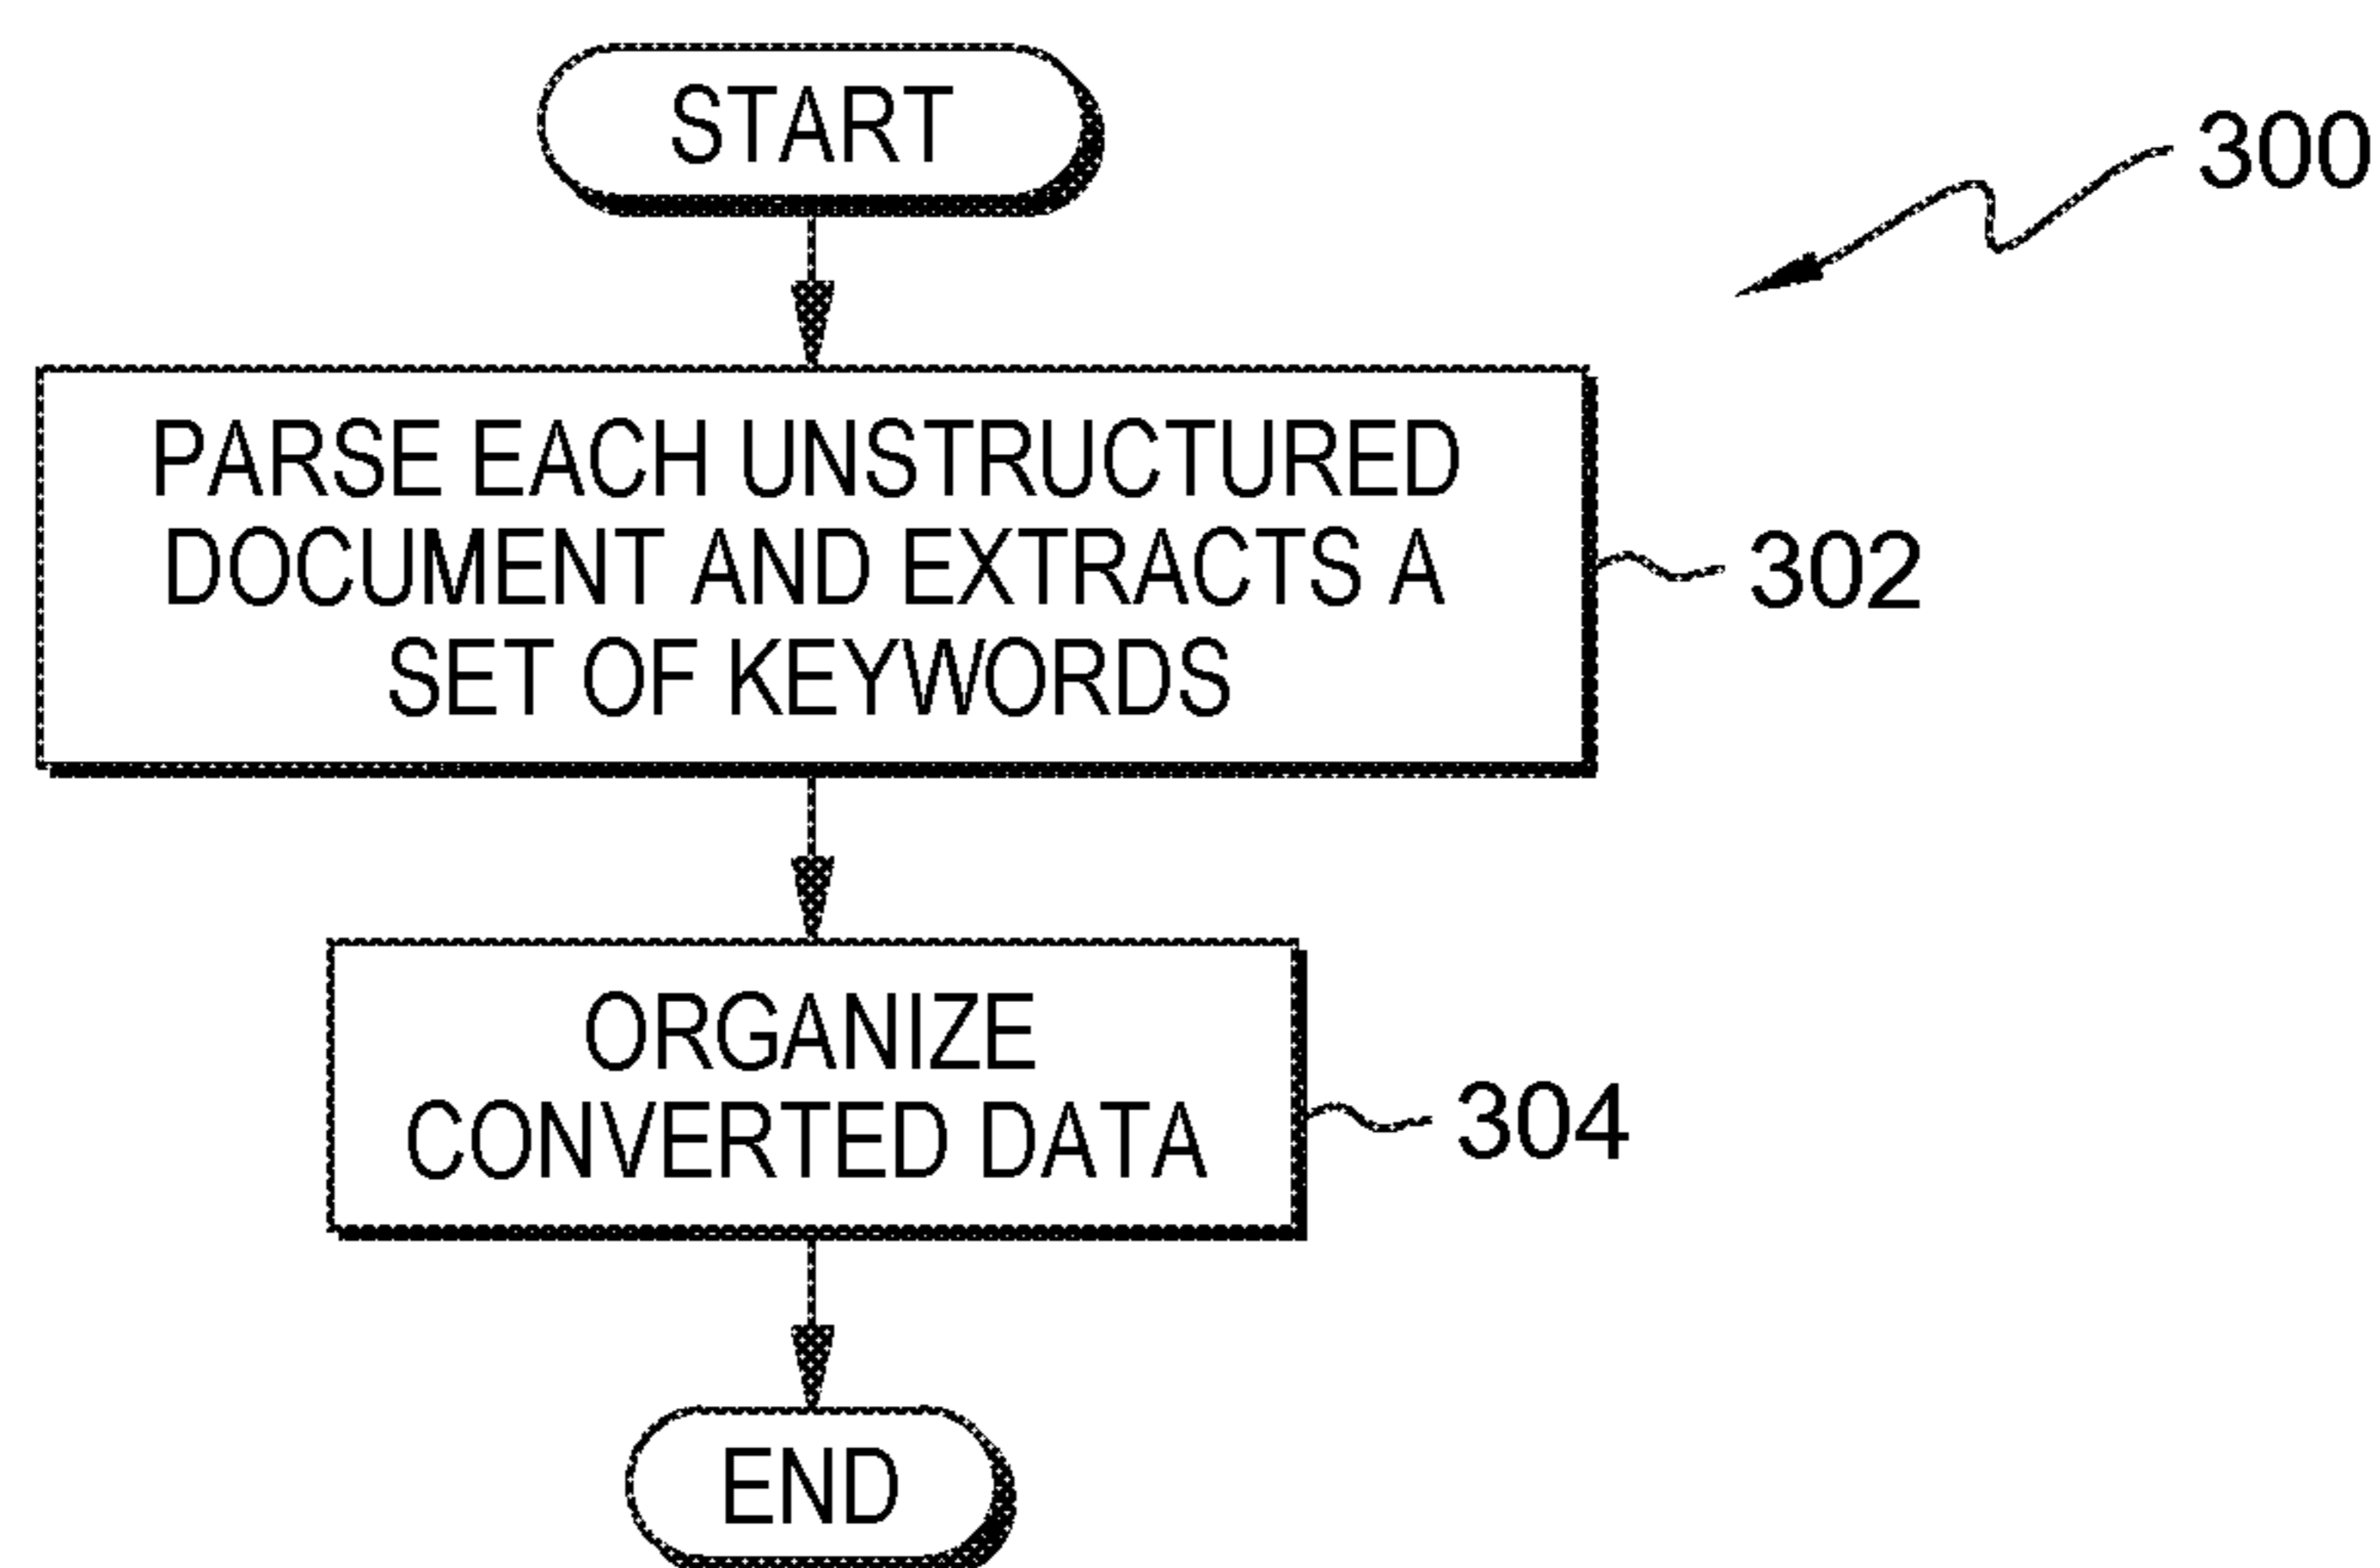 START
300
PARSE EACH UNSTRUCTURED
DOCUMENT AND EXTRACTS A
SET OF KEYWORDS
302
ORGANIZE
CONVERTED DATA
304
END